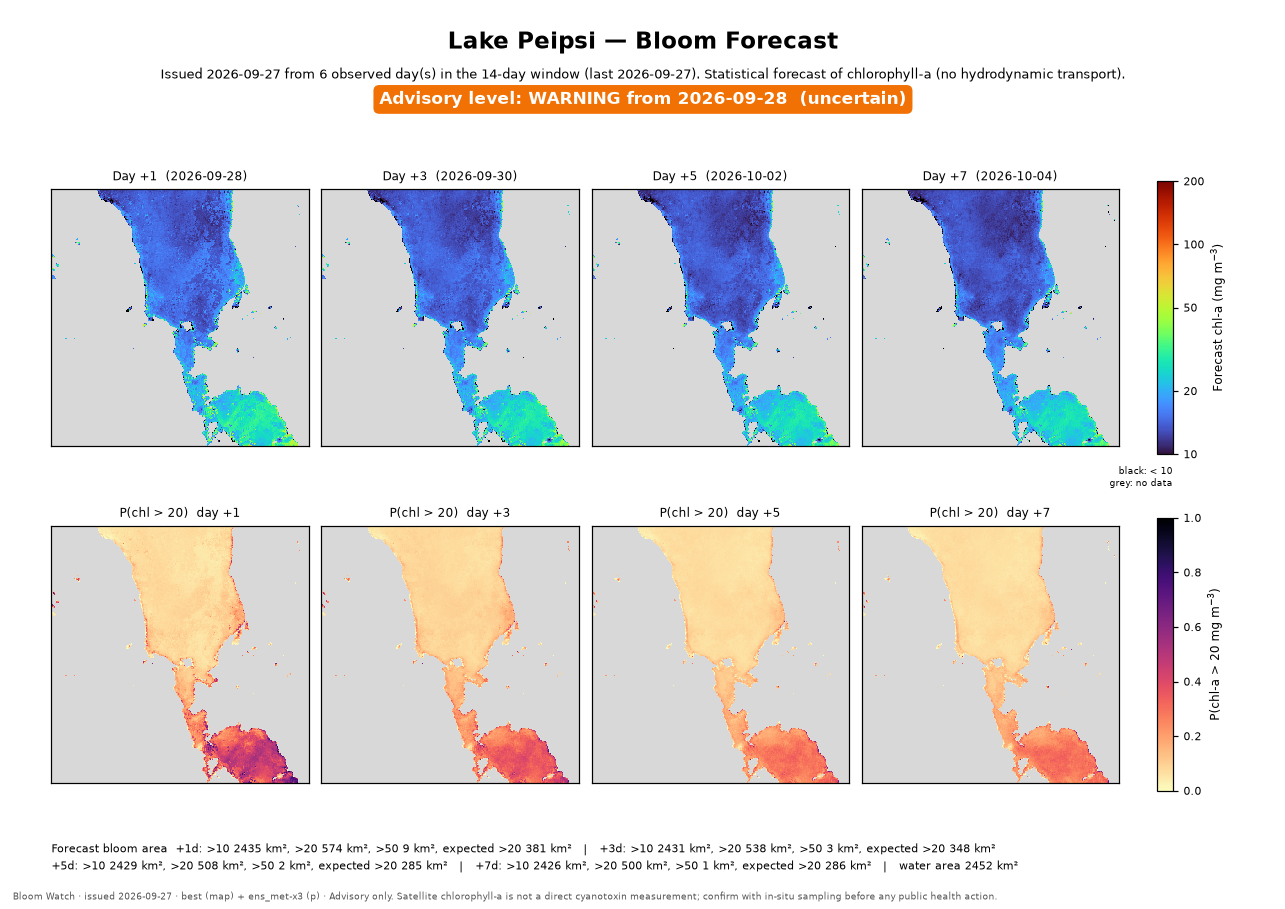 Lake Peipsi — Bloom Forecast
Issued 2026-09-27 from 6 observed day(s) in the 14-day window (last 2026-09-27). Statistical forecast of chlorophyll-a (no hydrodynamic transport).
Advisory level: WARNING from 2026-09-28 (uncertain)
Day +1 (2026-09-28)
Day +3 (2026-09-30)
Day +5 (2026-10-02)
Day +7 (2026-10-04)
200
100
50
20
10
Forecast chl-a (mg m⁻³)
black: < 10
grey: no data
P(chl > 20) day +1
P(chl > 20) day +3
P(chl > 20) day +5
P(chl > 20) day +7
1.0
0.8
0.6
0.4
0.2
0.0
P(chl-a > 20 mg m⁻³)
Forecast bloom area +1d: >10 2435 km², >20 574 km², >50 9 km², expected >20 381 km² | +3d: >10 2431 km², >20 538 km², >50 3 km², expected >20 348 km²
+5d: >10 2429 km², >20 508 km², >50 2 km², expected >20 285 km² | +7d: >10 2426 km², >20 500 km², >50 1 km², expected >20 286 km² | water area 2452 km²
Bloom Watch · issued 2026-09-27 · best (map) + ens_met-x3 (p) · Advisory only. Satellite chlorophyll-a is not a direct cyanotoxin measurement; confirm with in-situ sampling before any public health action.